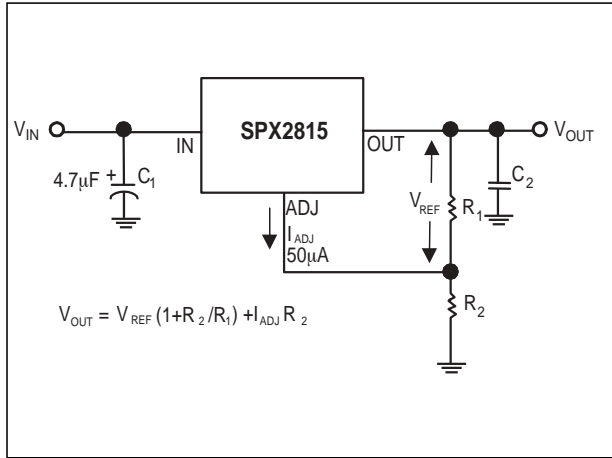 SPX2815
V_IN
IN
OUT
V_OUT
4.7µF + C_1
ADJ
I_ADJ
50µA
V_REF
R_1
C_2
R_2
V_OUT = V_REF (1+R_2/R_1) +I_ADJ R_2